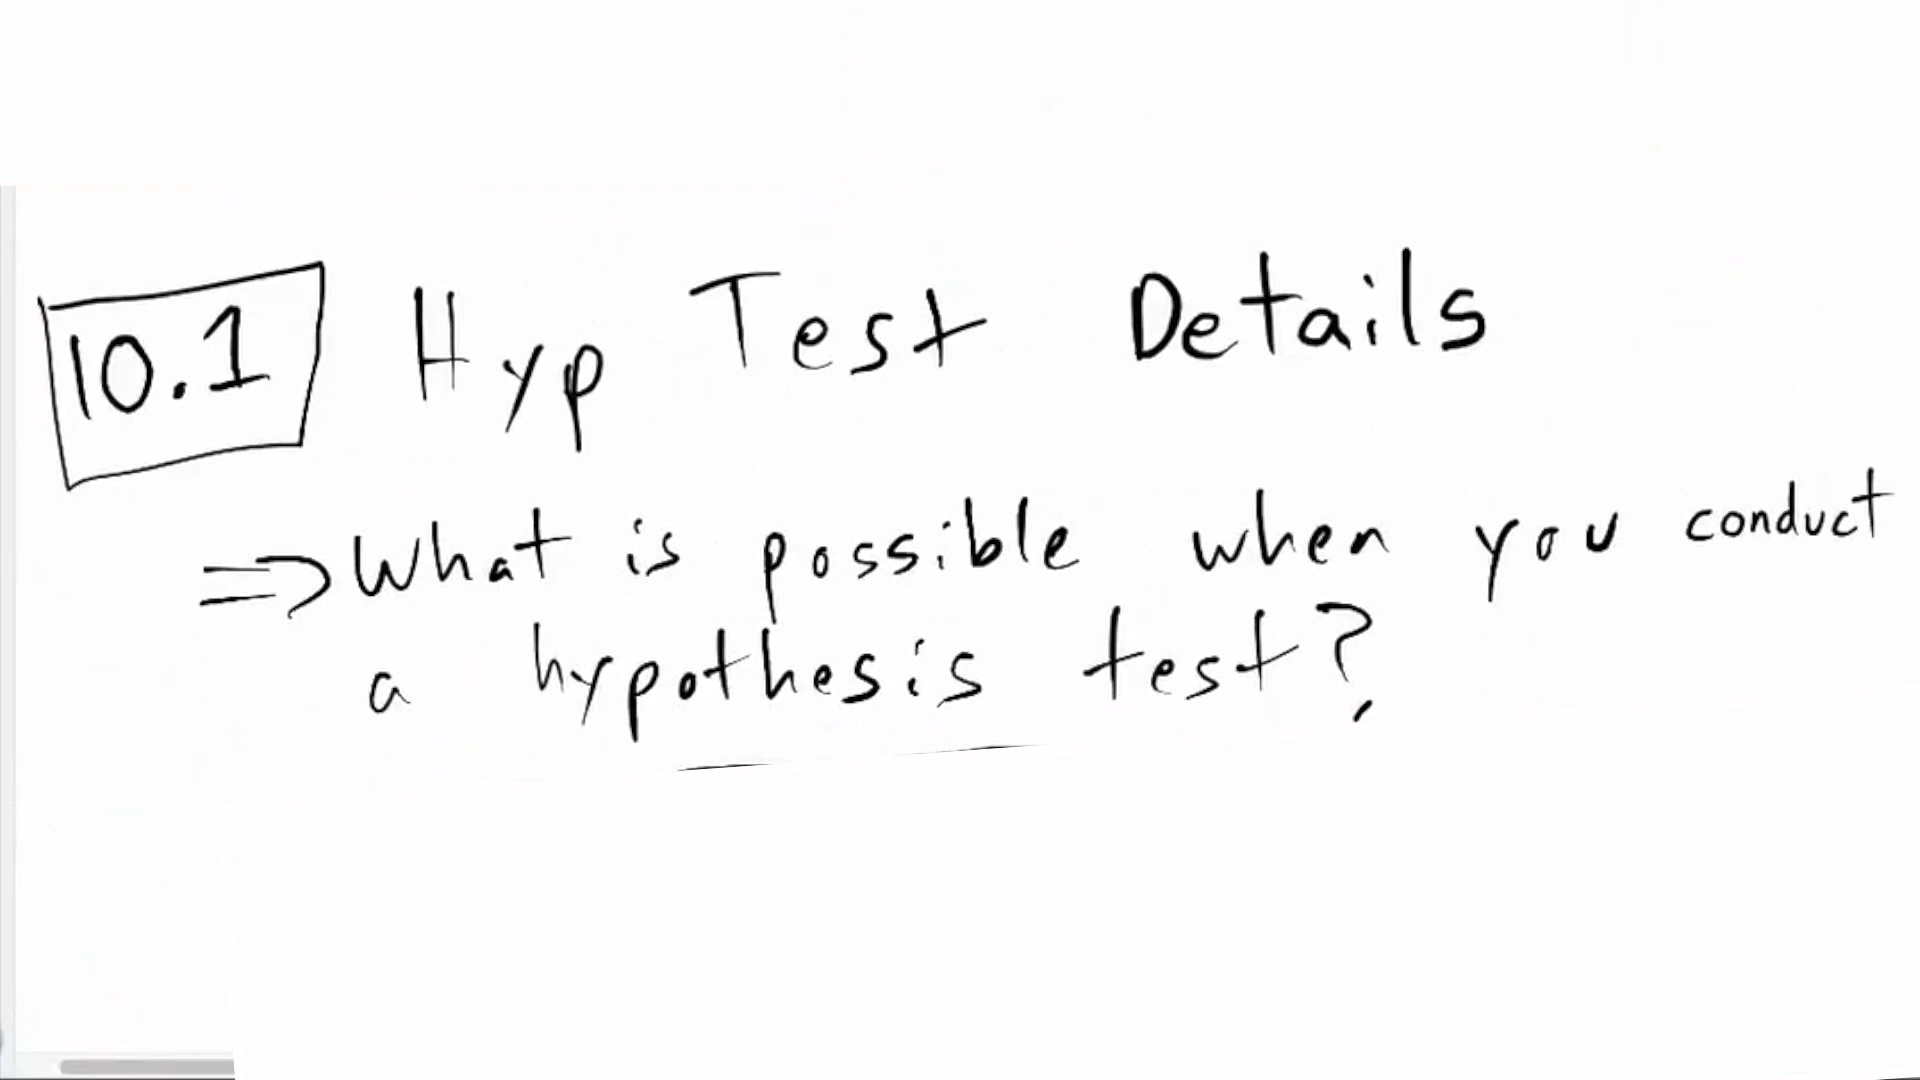 10.1 Hyp Test Details
⇒ What is possible when you conduct
a hypothesis test?